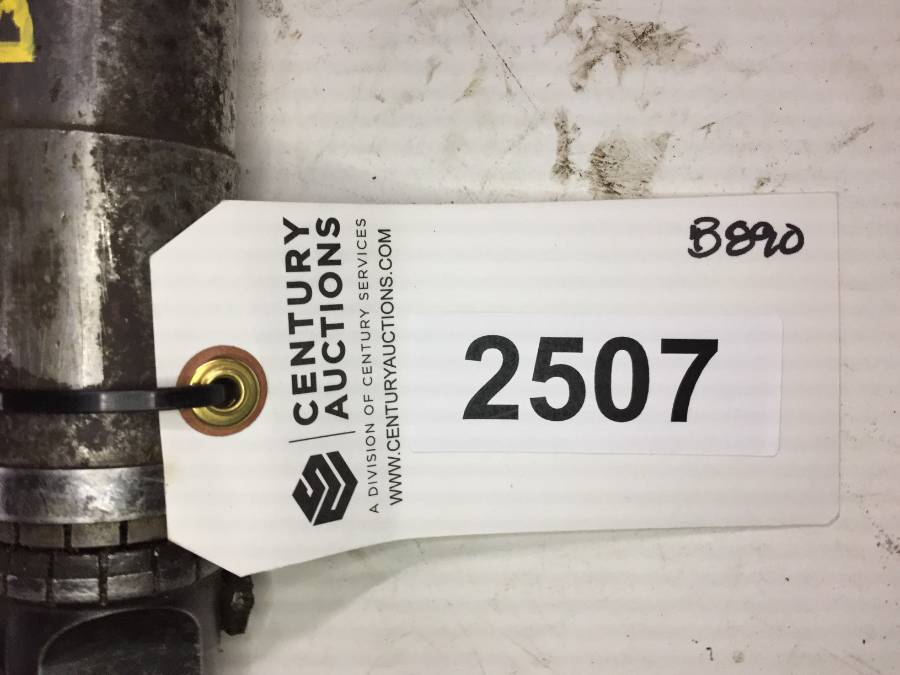 B890
2507
CENTURY
AUCTIONS
A DIVISION OF CENTURY SERVICES
WWW.CENTURYAUCTIONS.COM